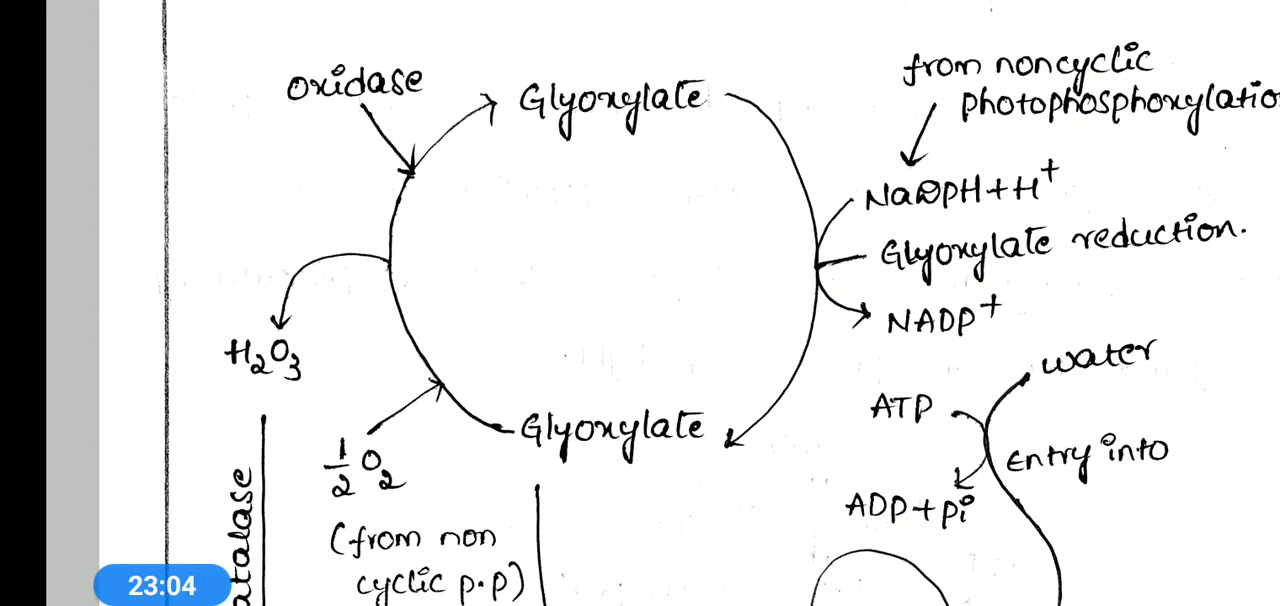 oxidase
Glyoxylate
from noncyclic
photophosphorylatio
NaDPH+H+
Glyoxylate reduction.
NADP+
H2O3
Glyoxylate
water
ATP
Entry into
ADP+Pi
1/2 O2
(from non
cyclic p.p)
atalase
23:04